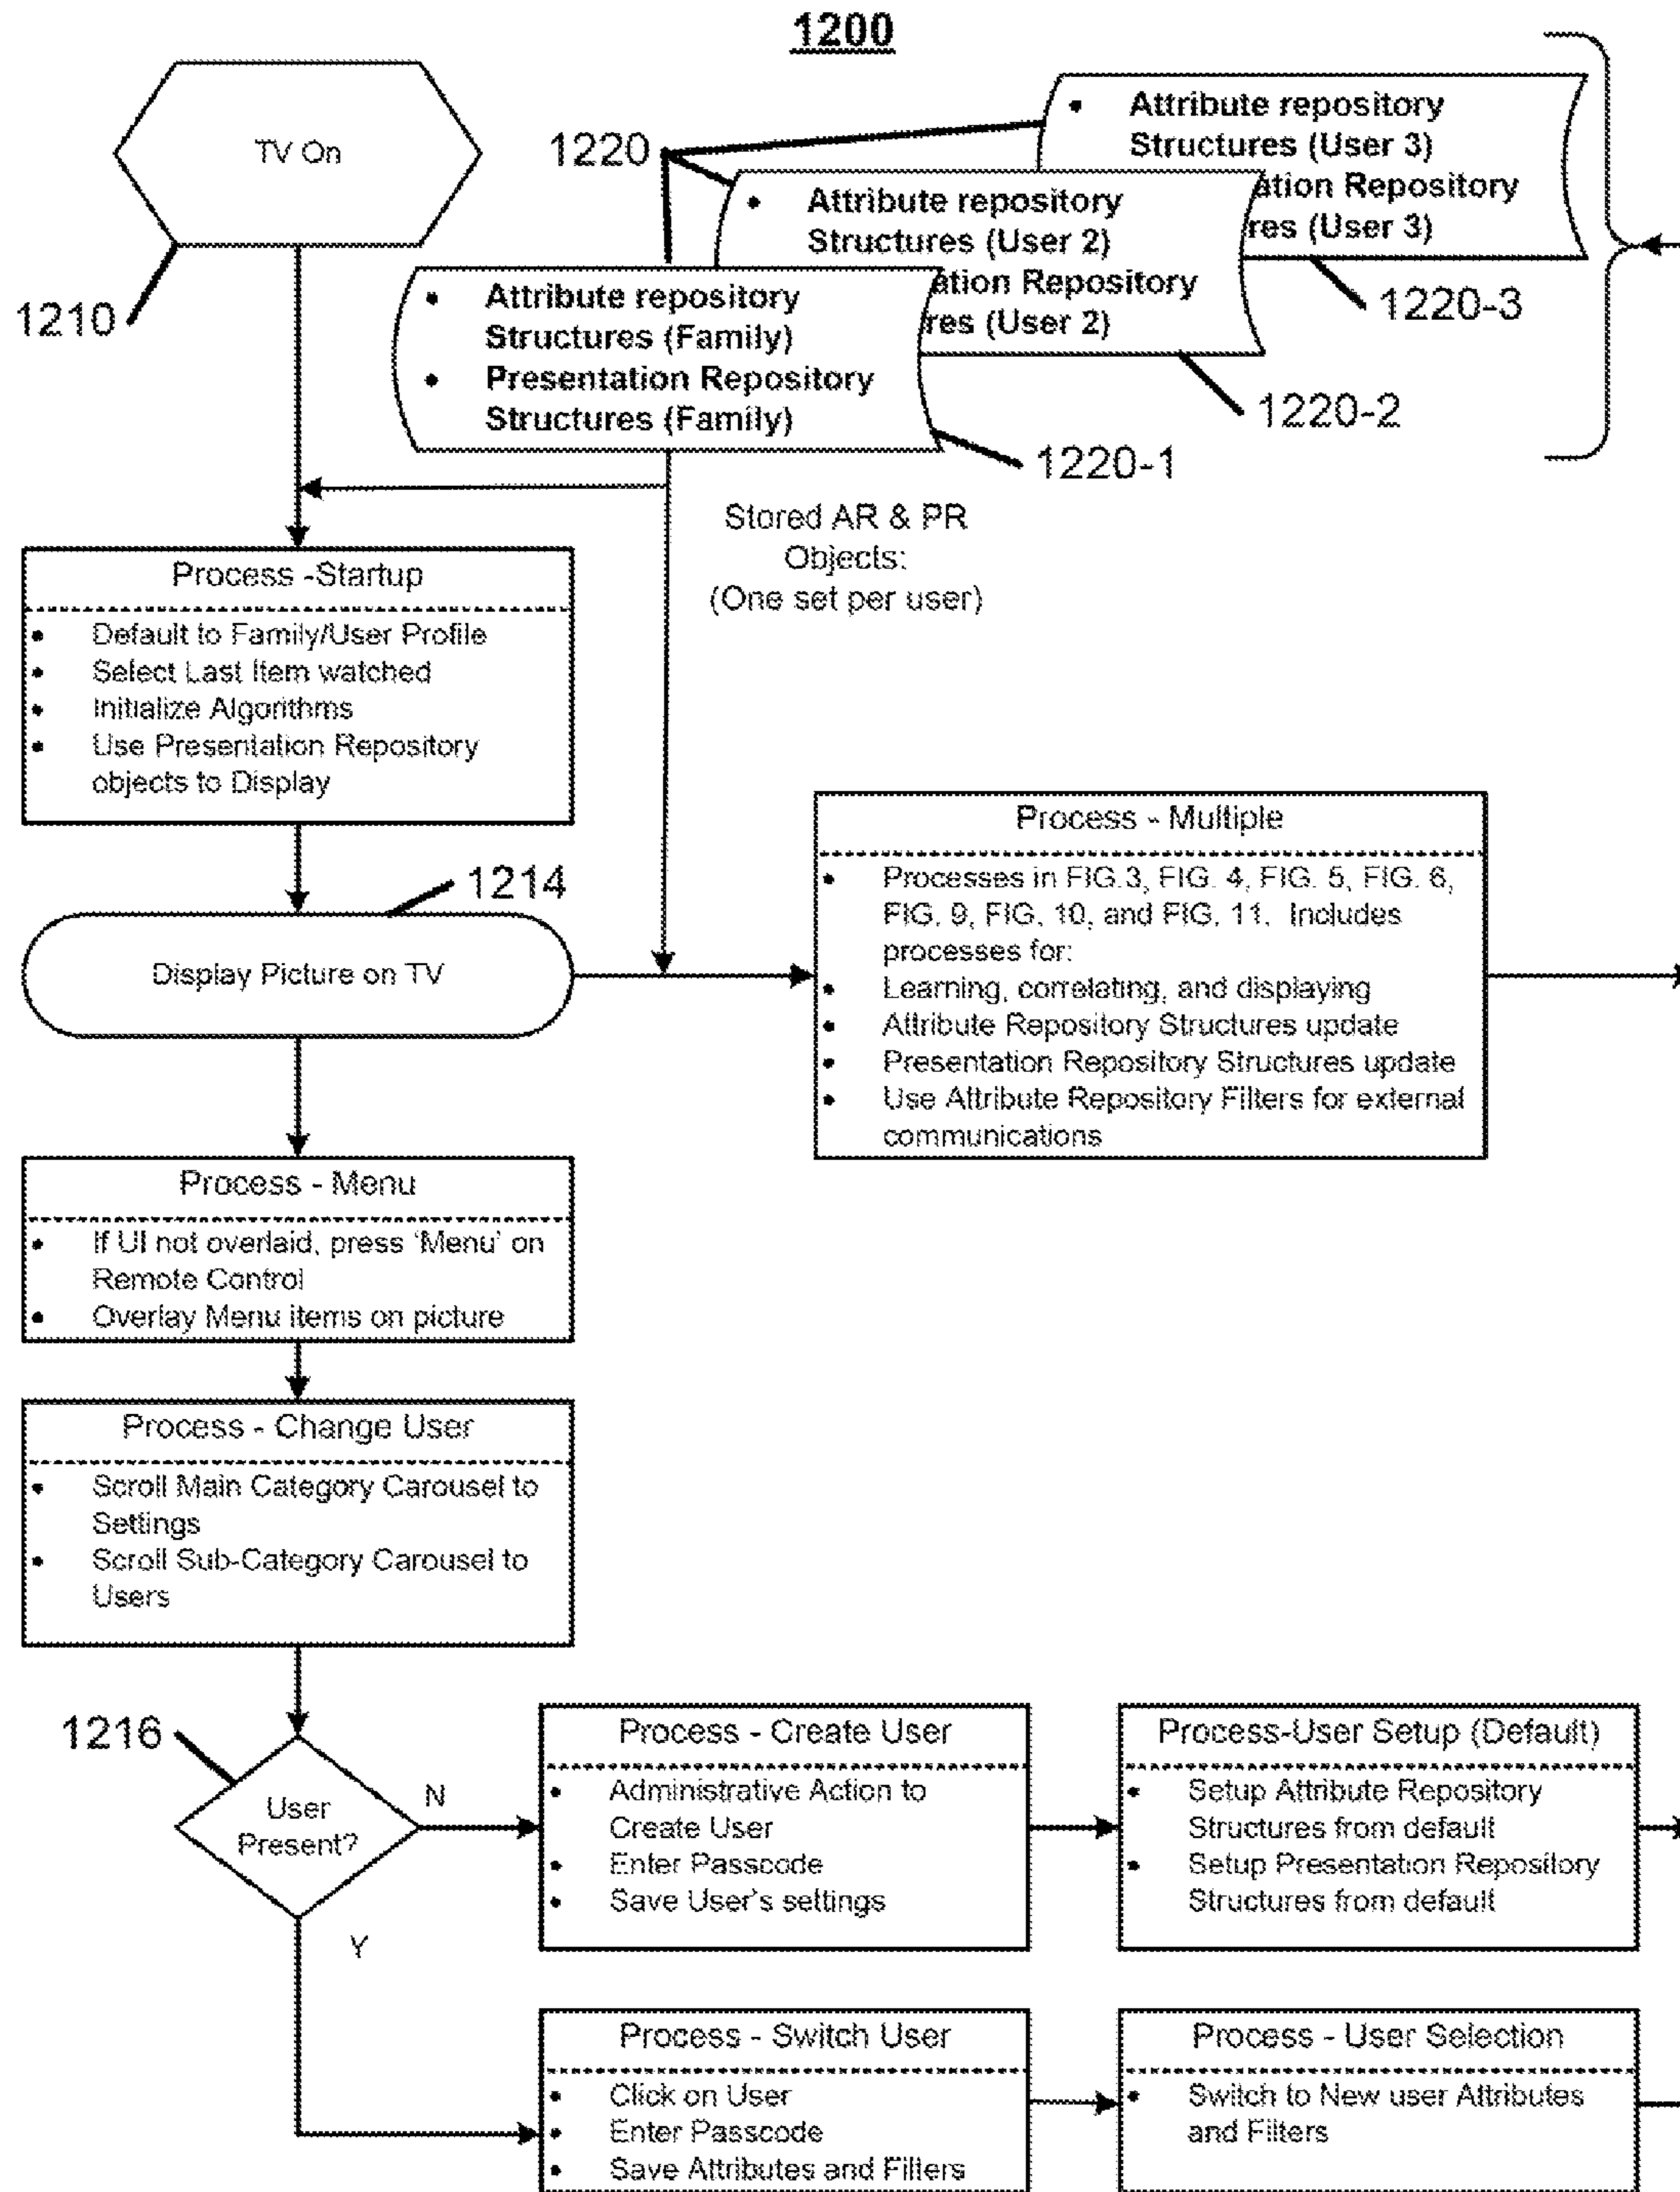 1200
TV On
1210
1220
• Attribute repository
Structures (User 3)
ation Repository
res (User 3)
1220-3
• Attribute repository
Structures (User 2)
ation Repository
res (User 2)
1220-2
• Attribute repository
Structures (Family)
• Presentation Repository
Structures (Family)
1220-1
Stored AR & PR
Objects:
(One set per user)
Process -Startup
• Default to Family/User Profile
• Select Last Item watched
• Initialize Algorithms
• Use Presentation Repository
objects to Display
1214
Display Picture on TV
Process - Multiple
• Processes in FIG.3, FIG. 4, FIG. 5, FIG. 6,
FIG. 9, FIG. 10, and FIG. 11. Includes
processes for:
• Learning, correlating, and displaying
• Attribute Repository Structures update
• Presentation Repository Structures update
• Use Attribute Repository Filters for external
communications
Process - Menu
• If UI not overlaid, press 'Menu' on
Remote Control
• Overlay Menu items on picture
Process - Change User
• Scroll Main Category Carousel to
Settings
• Scroll Sub-Category Carousel to
Users
1216
User
Present?
N
Y
Process - Create User
• Administrative Action to
Create User
• Enter Passcode
• Save User's settings
Process-User Setup (Default)
• Setup Attribute Repository
Structures from default
• Setup Presentation Repository
Structures from default
Process - Switch User
• Click on User
• Enter Passcode
• Save Attributes and Filters
Process - User Selection
• Switch to New user Attributes
and Filters